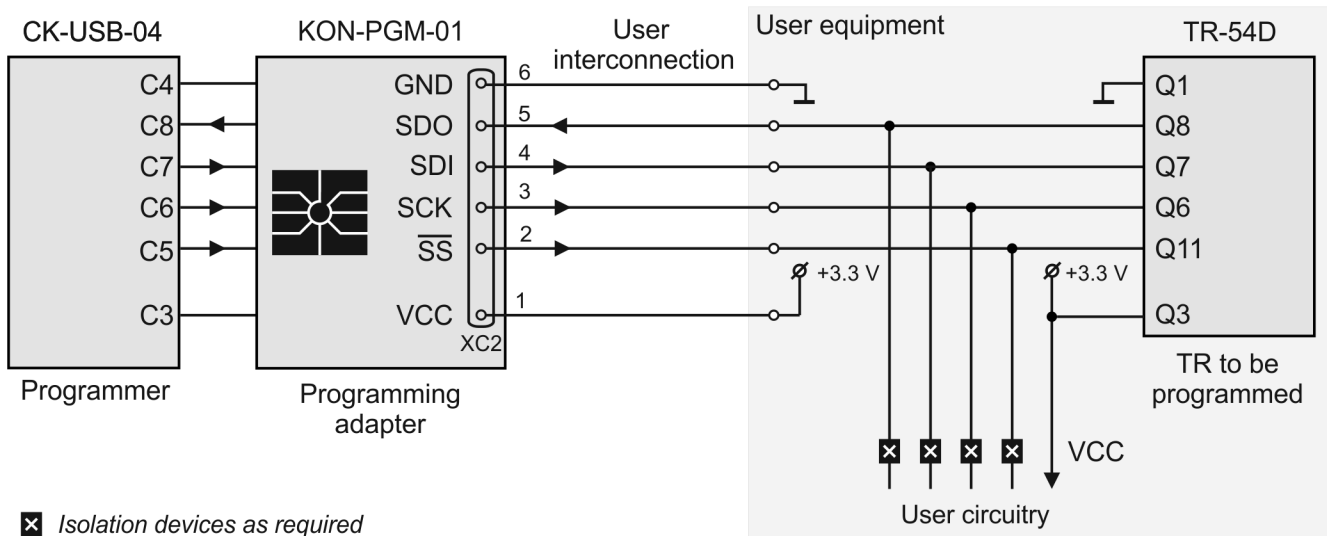 CK-USB-04
KON-PGM-01
User
interconnection
User equipment
TR-54D
C4
GND
6
Q1
C8
SDO
5
Q8
C7
SDI
4
Q7
C6
SCK
3
Q6
C5
SS
2
Q11
+3.3 V
+3.3 V
C3
VCC
1
Q3
XC2
Programmer
Programming
adapter
TR to be
programmed
VCC
User circuitry
Isolation devices as required